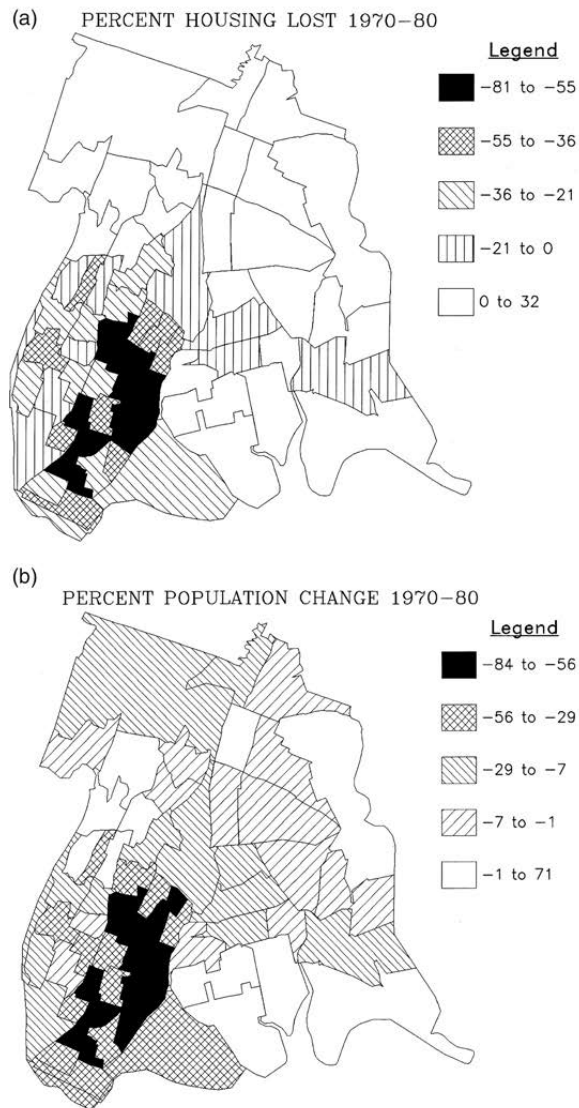 (a)
PERCENT HOUSING LOST 1970-80
Legend
-81 to -55
-55 to -36
-36 to -21
-21 to 0
0 to 32
(b)
PERCENT POPULATION CHANGE 1970-80
Legend
-84 to -56
-56 to -29
-29 to -7
-7 to -1
-1 to 71